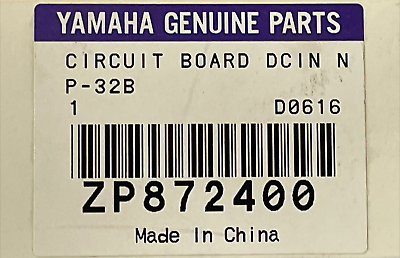 YAMAHA GENUINE PARTS
CIRCUIT BOARD DCIN N
P-32B
1 D0616
ZP872400
Made In China